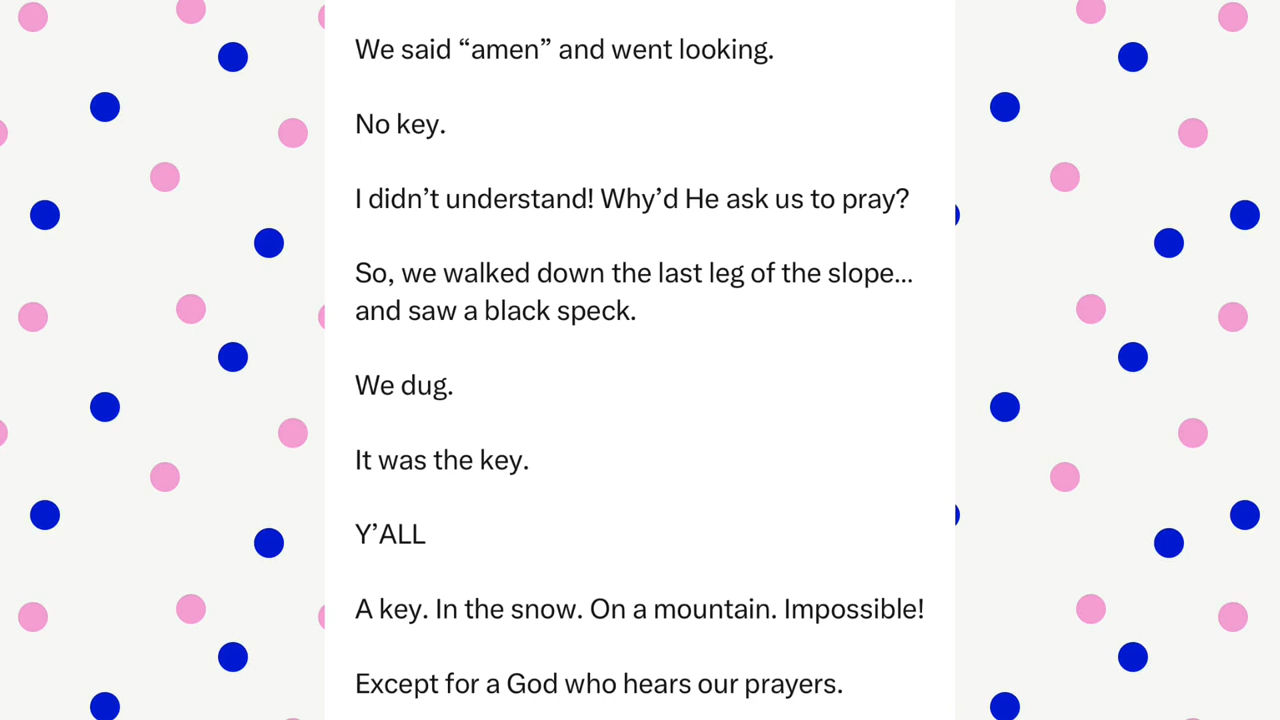 We said “amen” and went looking.
No key.
I didn’t understand! Why’d He ask us to pray?
So, we walked down the last leg of the slope...
and saw a black speck.
We dug.
It was the key.
Y’ALL
A key. In the snow. On a mountain. Impossible!
Except for a God who hears our prayers.